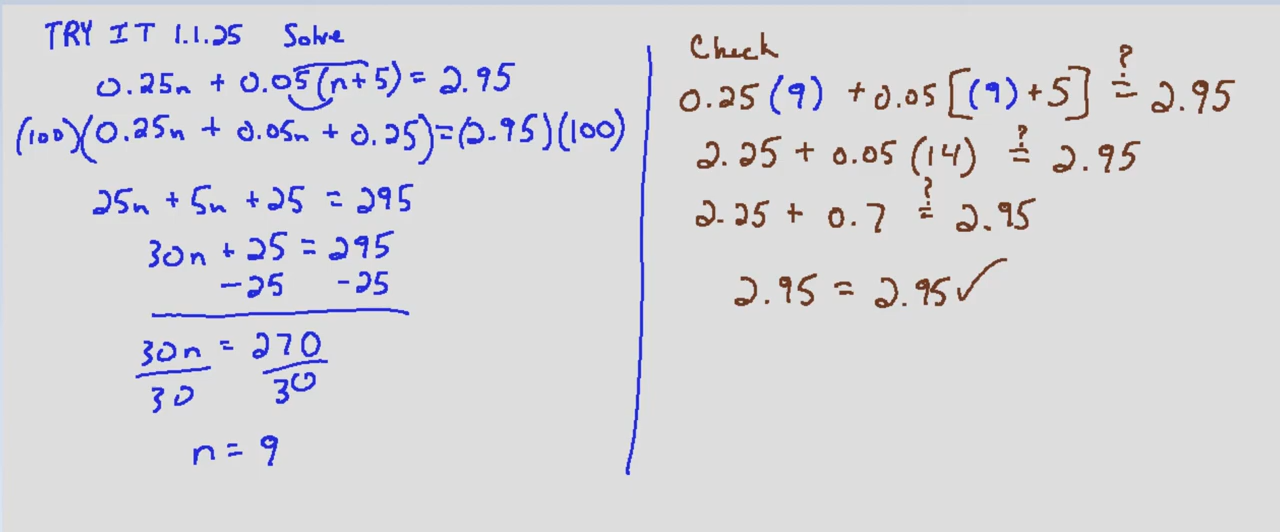 TRY IT 1.1.25 Solve
0.25n + 0.05(n+5) = 2.95
(100)(0.25n + 0.05n + 0.25) = (2.95)(100)
25n + 5n + 25 = 295
30n + 25 = 295
-25 -25
30n = 270
30 30
n = 9
Check
0.25(9) + 0.05[(9)+5] ≟ 2.95
2.25 + 0.05(14) ≟ 2.95
2.25 + 0.7 ≟ 2.95
2.95 = 2.95✓